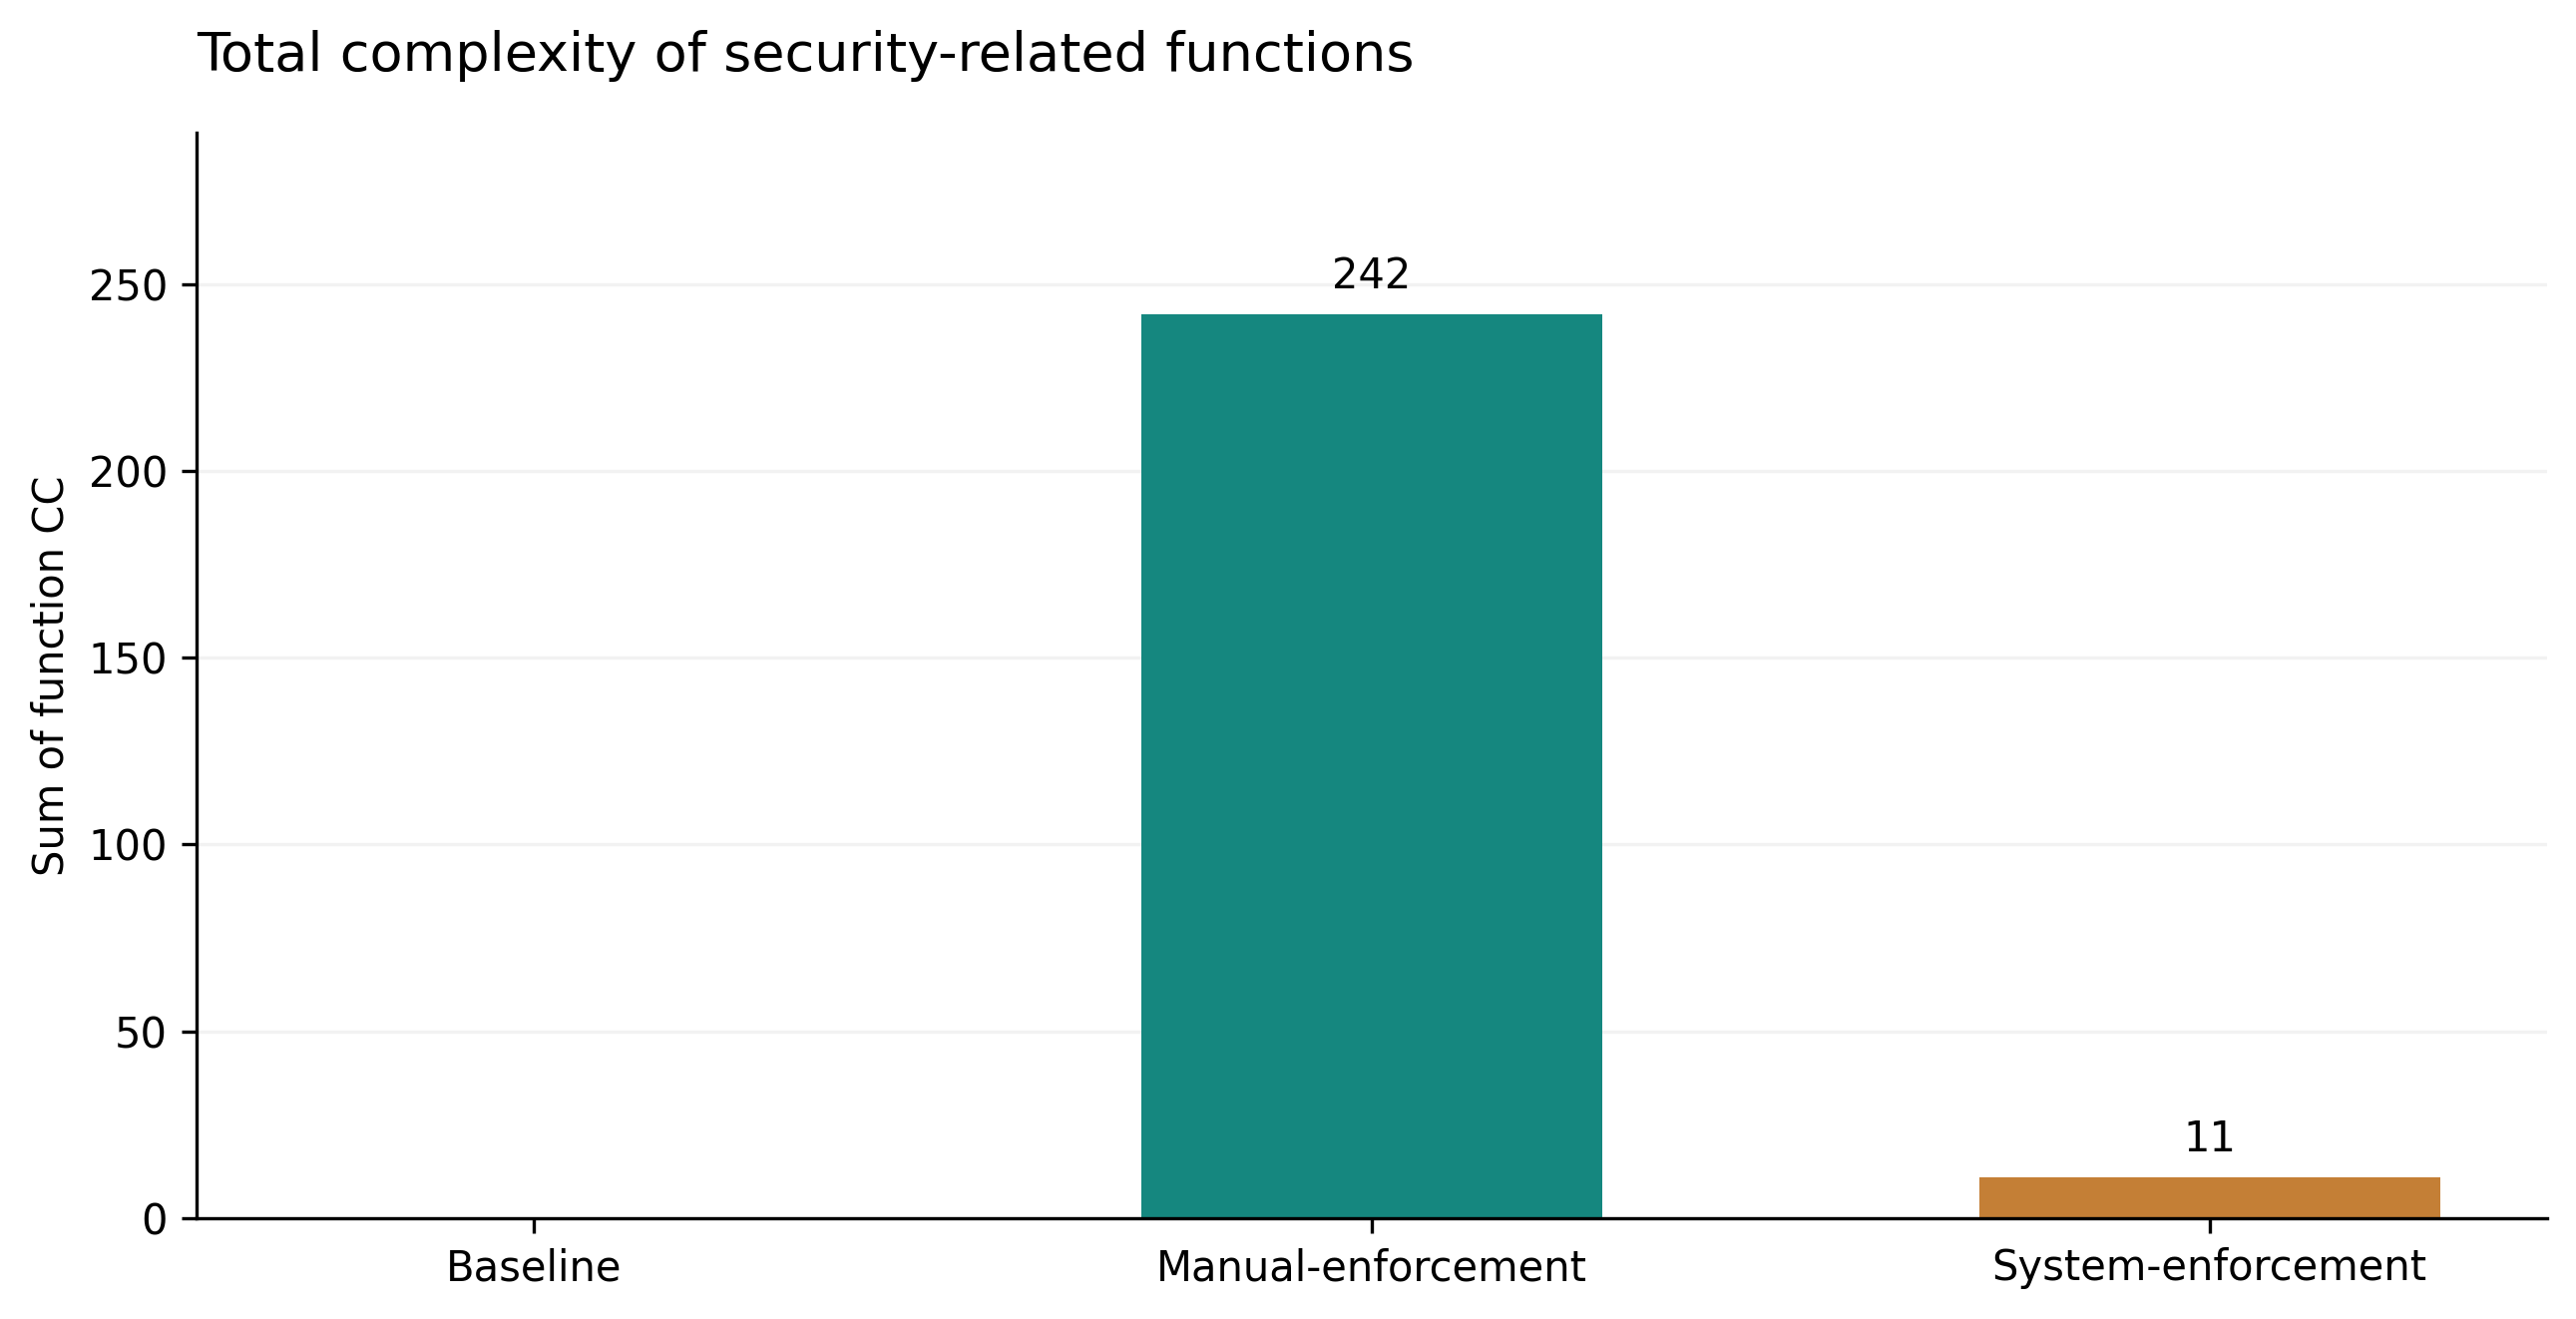 Total complexity of security-related functions
Sum of function CC
250
200
150
100
50
0
242
11
Baseline
Manual-enforcement
System-enforcement